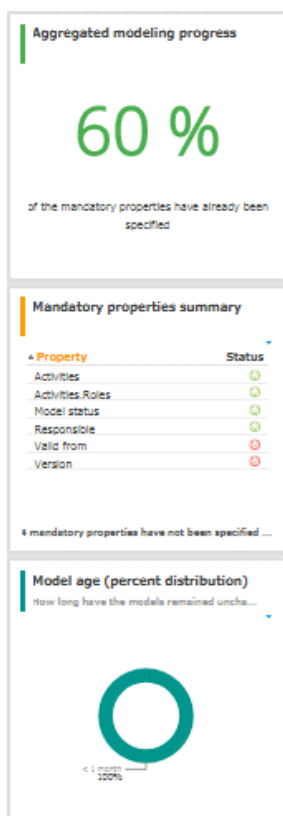 Aggregated modeling progress
60 %
of the mandatory properties have already been
specified
Mandatory properties summary
Property Status
Activities
Activities.Roles
Model status
Responsible
Valid from
Version
4 mandatory properties have not been specified ...
Model age (percent distribution)
How long have the models remained uncha...
< 1 month
100%